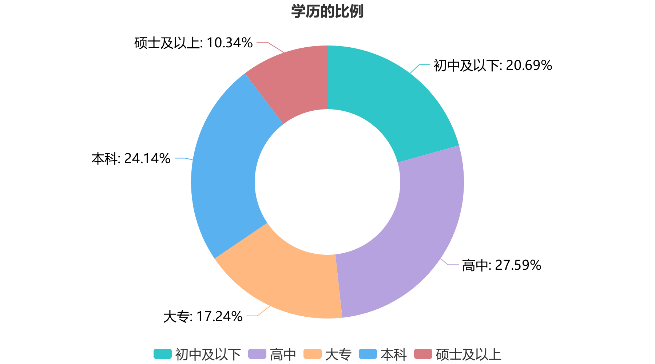 学历的比例
硕士及以上: 10.34%
初中及以下: 20.69%
本科: 24.14%
高中: 27.59%
大专: 17.24%
初中及以下 高中 大专 本科 硕士及以上